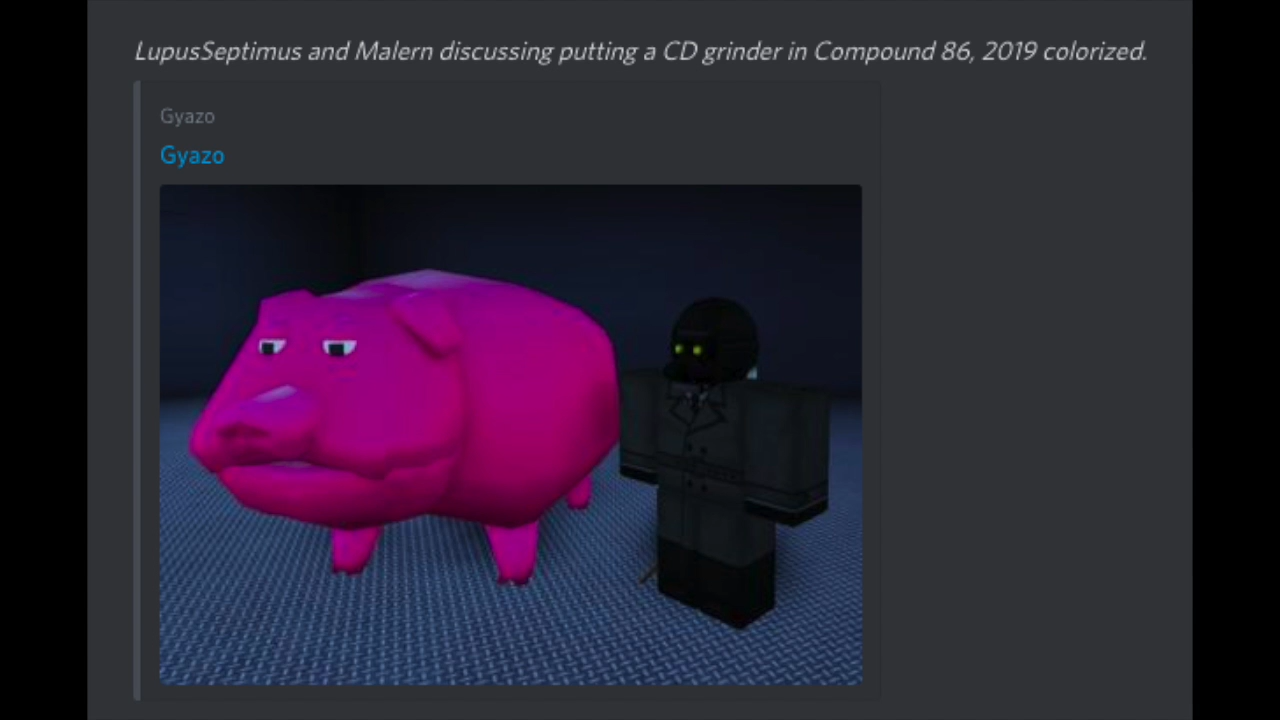 LupusSeptimus and Malern discussing putting a CD grinder in Compound 86, 2019 colorized.
Gyazo
Gyazo